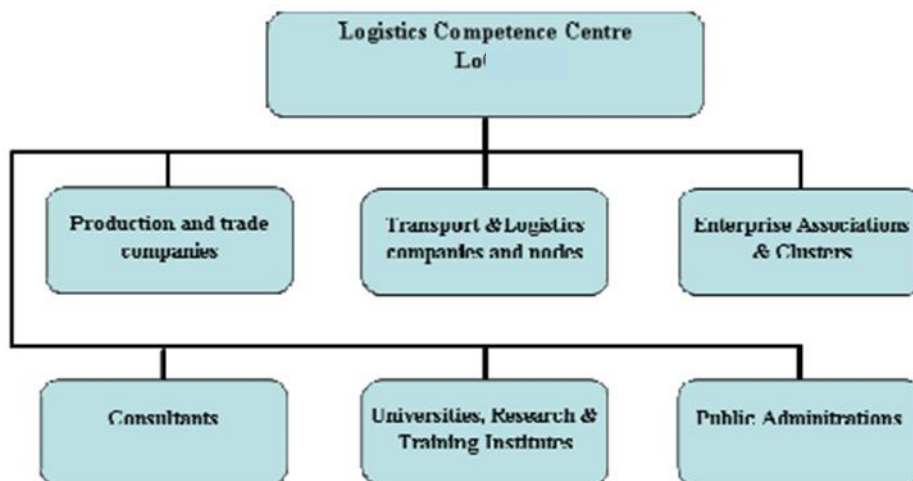 Logistics Competence Centre
Production and trade
companies
Transport & Logistics
companies and nodes
Enterprise Associations
& Clusters
Consultants
Universities, Research &
Training Institutes
Public Adminitrations